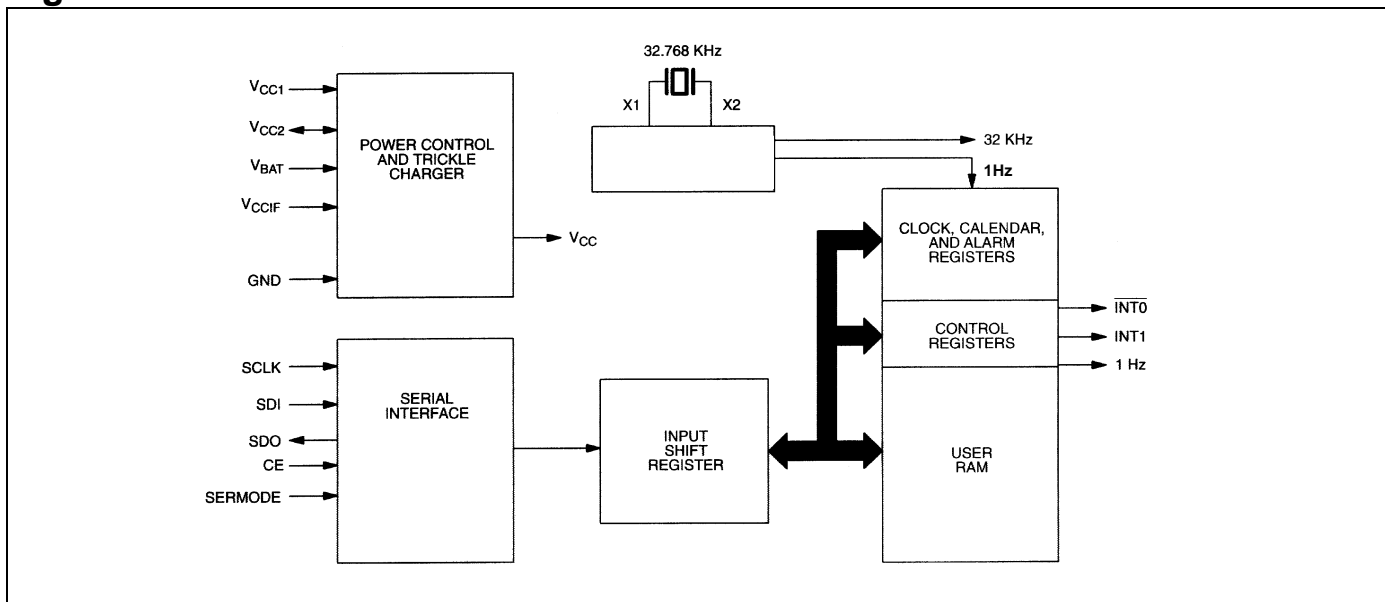 32.768 KHz
X1
X2
32 KHz
1Hz
VCC1
VCC2
VBAT
VCCIF
GND
POWER CONTROL
AND TRICKLE
CHARGER
VCC
CLOCK, CALENDAR,
AND ALARM
REGISTERS
CONTROL
REGISTERS
INT0
INT1
1 Hz
USER
RAM
SCLK
SDI
SDO
CE
SERMODE
SERIAL
INTERFACE
INPUT
SHIFT
REGISTER